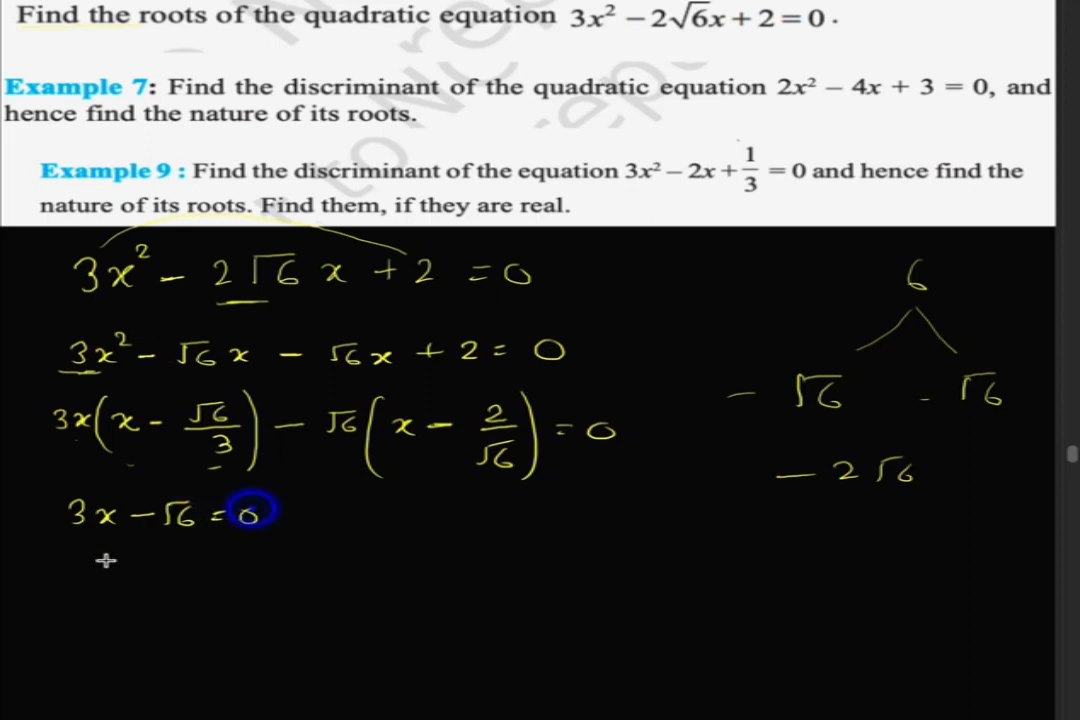 Find the roots of the quadratic equation 3x² − 2√6x + 2 = 0 .
Example 7: Find the discriminant of the quadratic equation 2x² – 4x + 3 = 0, and
hence find the nature of its roots.
Example 9 : Find the discriminant of the equation 3x² – 2x + 1/3 = 0 and hence find the
nature of its roots. Find them, if they are real.
3x² − 2√6 x + 2 = 0
6
3x² − √6x − √6x + 2 = 0
− √6 - √6
3x(x − √6/3) − √6(x − 2/√6) = 0
− 2√6
3x − √6 = 0